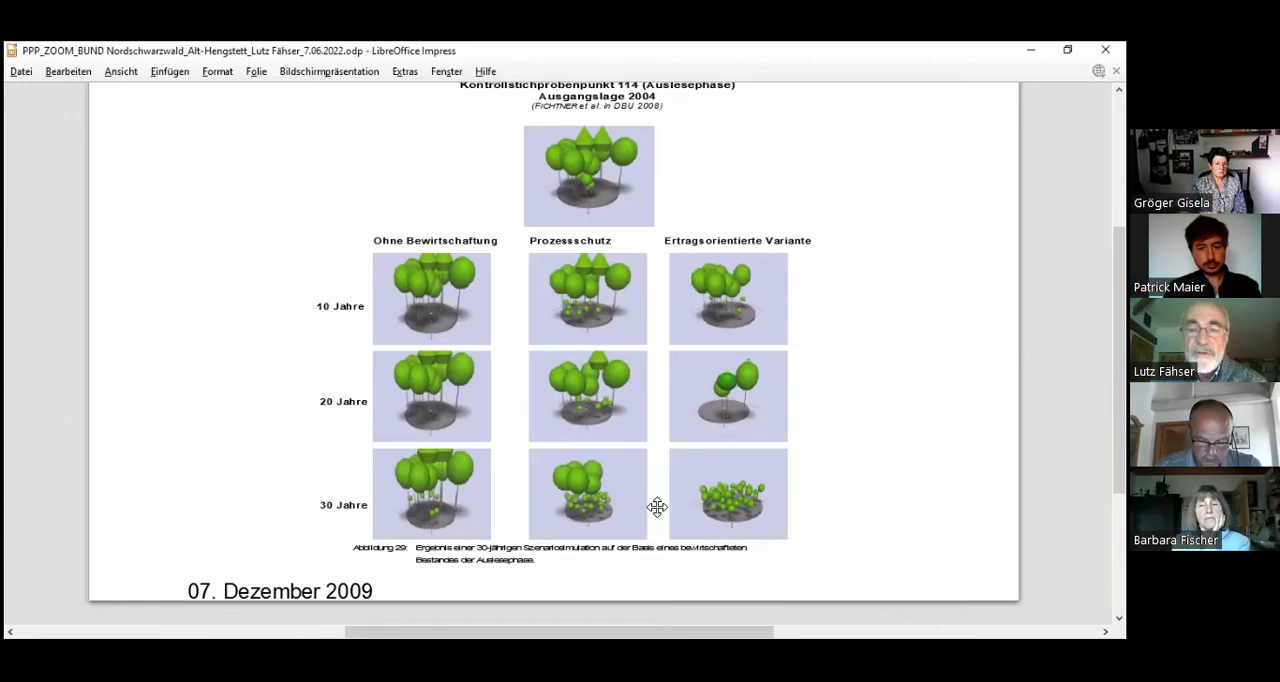 PPP_ZOOM_BUND Nordschwarzwald_Alt-Hengstett_Lutz Fähser_7.06.2022.odp - LibreOffice Impress
Datei Bearbeiten Ansicht Einfügen Format Folie Bildschirmpräsentation Extras Fenster Hilfe
Kontrollstichprobenpunkt 114 (Auslesephase)
Ausgangslage 2004
(FICHTNER et al. in DBU 2008)
Ohne Bewirtschaftung Prozessschutz Ertragsorientierte Variante
10 Jahre
20 Jahre
30 Jahre
Abbildung 29: Ergebnis einer 30-jährigen Szenariosimulation auf der Basis eines bewirtschafteten
Bestandes der Auslesephase.
07. Dezember 2009
Gröger Gisela
Patrick Maier
Lutz Fähser
Barbara Fischer